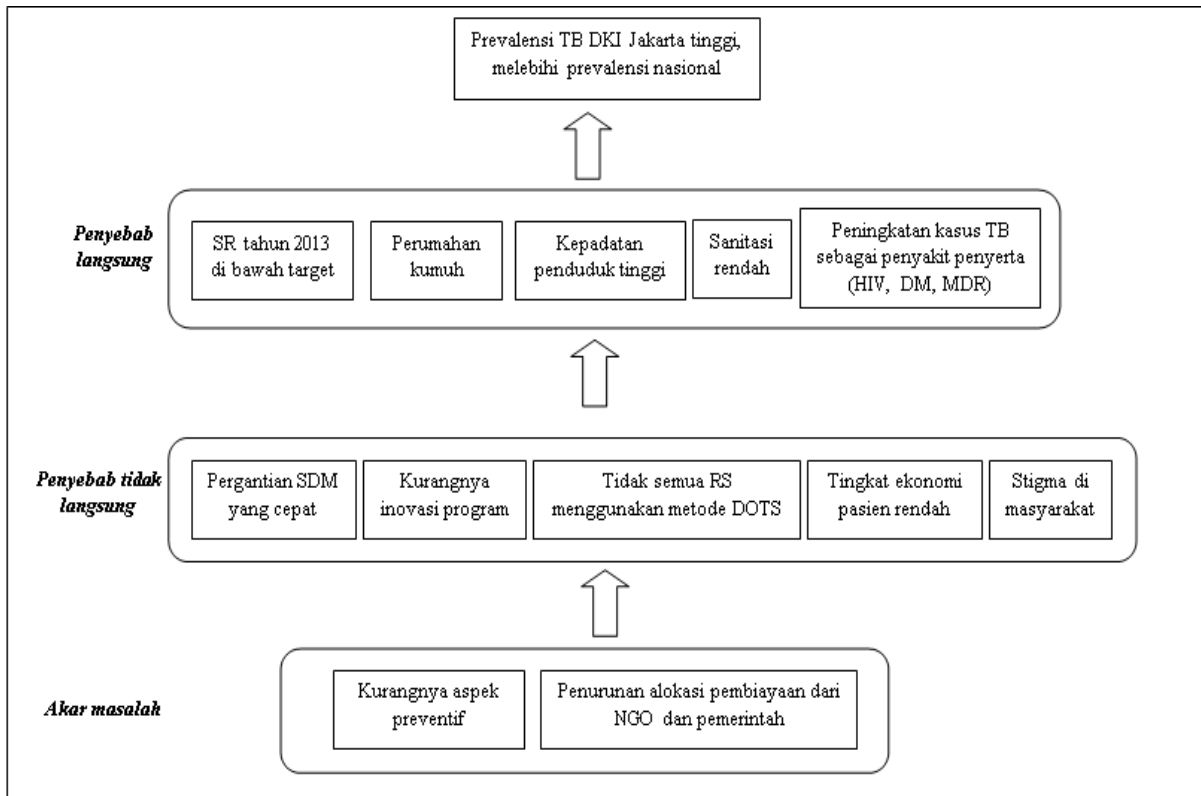 Prevalensi TB DKI Jakarta tinggi,
melebihi prevalensi nasional
Penyebab
langsung
SR tahun 2013
di bawah target
Perumahan
kumuh
Kepadatan
penduduk tinggi
Sanitasi
rendah
Peningkatan kasus TB
sebagai penyakit penyerta
(HIV, DM, MDR)
Penyebab tidak
langsung
Pergantian SDM
yang cepat
Kurangnya
inovasi program
Tidak semua RS
menggunakan metode DOTS
Tingkat ekonomi
pasien rendah
Stigma di
masyarakat
Akar masalah
Kurangnya aspek
preventif
Penurunan alokasi pembiayaan dari
NGO dan pemerintah